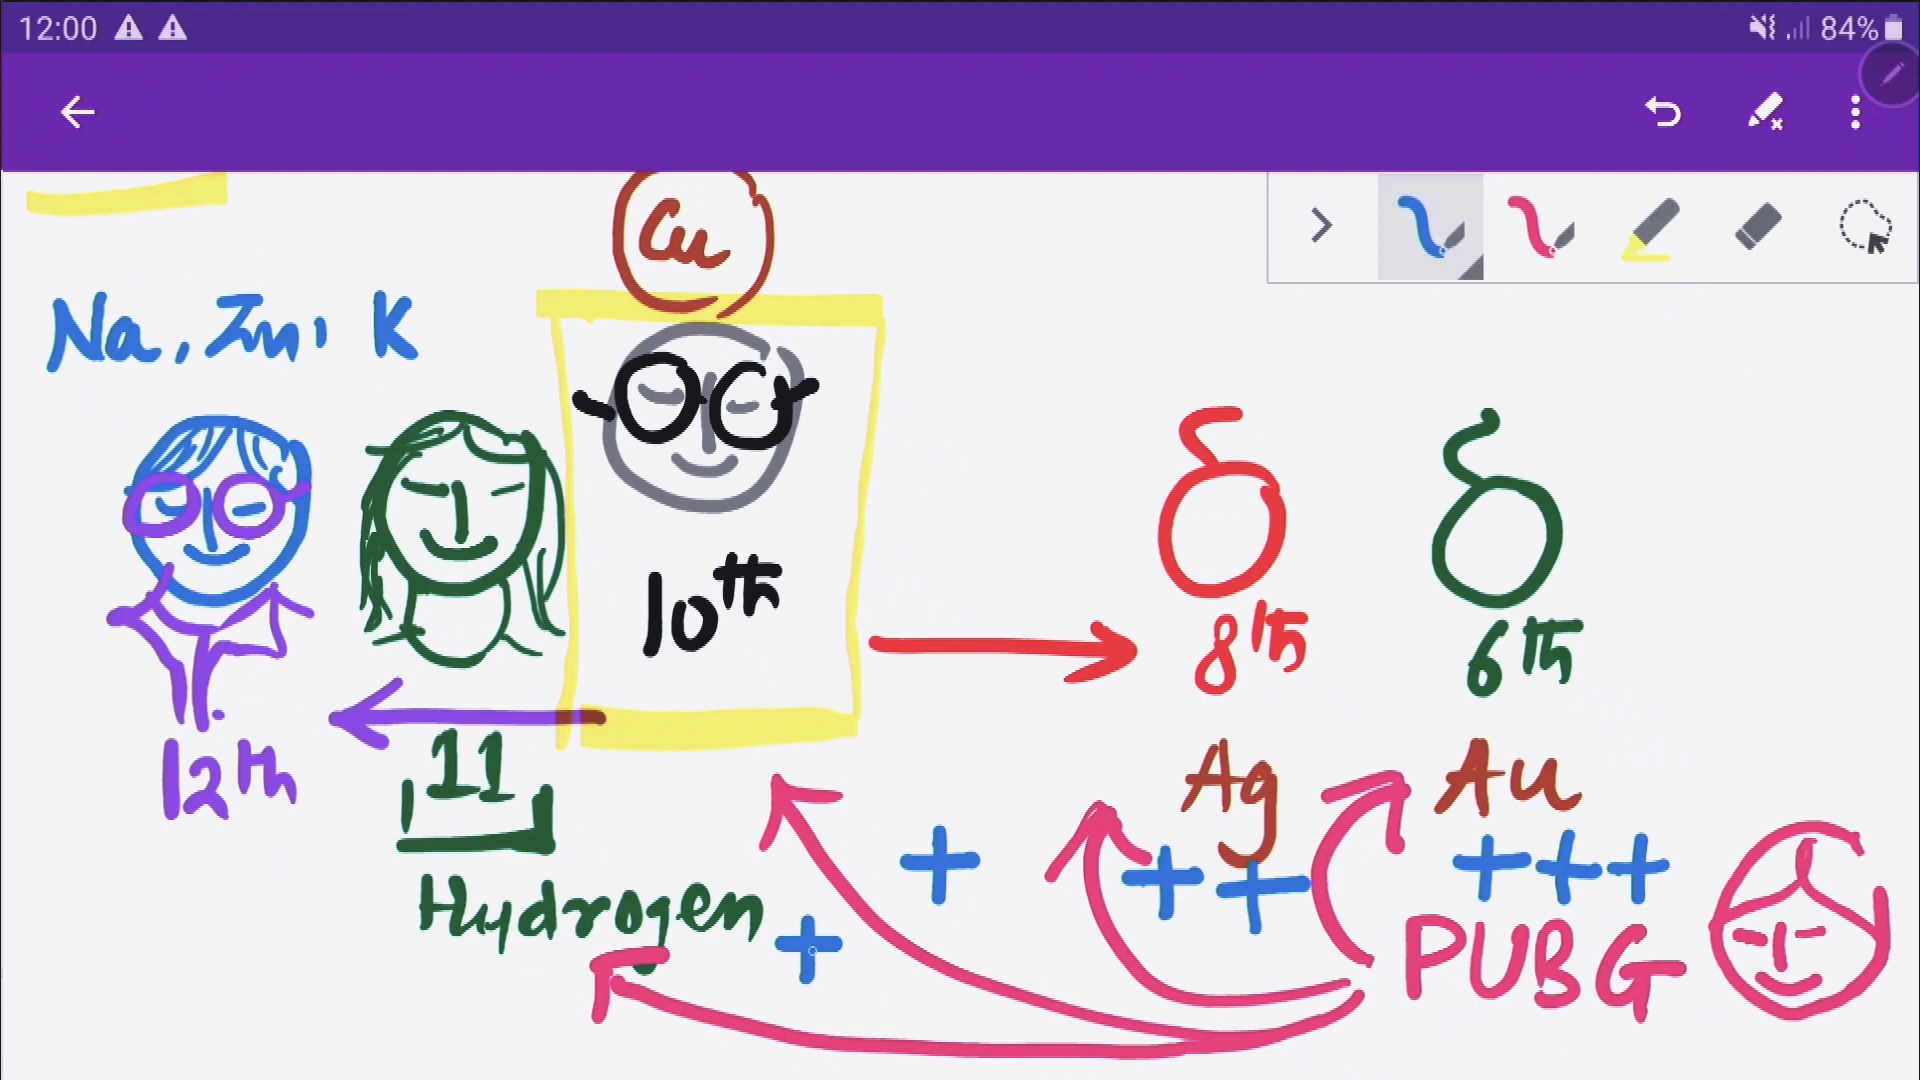 12:00
84%
Cu
Na, Zn, K
10th
8th
6th
12th
11
Ag
Au
Hydrogen
+
+
+ +
+ + +
PUBG